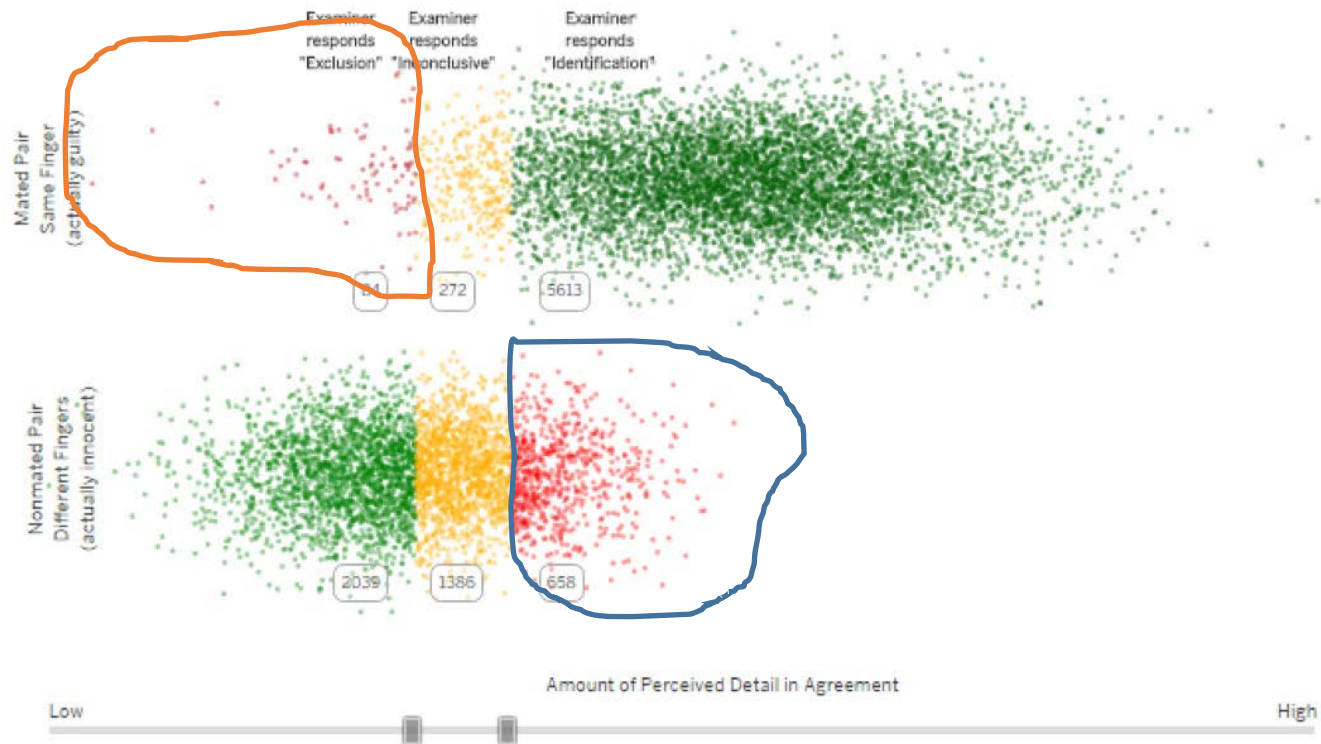 Examiner
responds
"Exclusion"
Examiner
responds
"Inconclusive"
Examiner
responds
"Identification"
Mated Pair
Same Finger
(actually guilty)
272
5613
Nonmated Pair
Different Fingers
(actually innocent)
2039
1386
658
Amount of Perceived Detail in Agreement
Low
High